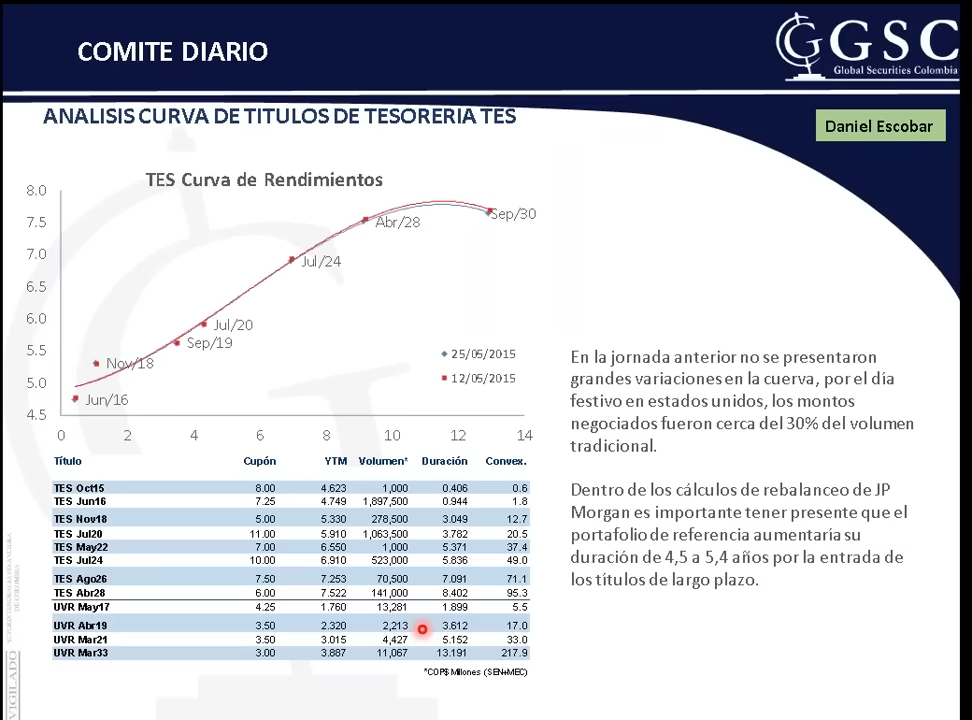 COMITE DIARIO
GSC
Global Securities Colombia
ANALISIS CURVA DE TITULOS DE TESORERIA TES
Daniel Escobar
TES Curva de Rendimientos
8.0
7.5
7.0
6.5
6.0
5.5
5.0
4.5
Sep/30
Abr/28
Jul/24
Jul/20
Sep/19
Nov/18
Jun/16
25/05/2015
12/05/2015
0 2 4 6 8 10 12 14
Título Cupón YTM Volumen* Duración Convex.
TES Oct15 8.00 4.623 1,000 0.406 0.6
TES Jun16 7.25 4.749 1,897,500 0.944 1.8
TES Nov18 5.00 5.330 278,500 3.049 12.7
TES Jul20 11.00 5.910 1,063,500 3.782 20.5
TES May22 7.00 6.550 1,000 5.371 37.4
TES Jul24 10.00 6.910 523,000 5.836 49.0
TES Ago26 7.50 7.253 70,500 7.091 71.1
TES Abr28 6.00 7.522 141,000 8.402 95.3
UVR May17 4.25 1.760 13,281 1.899 5.5
UVR Abr19 3.50 2.320 2,213 3.612 17.0
UVR Mar21 3.50 3.015 4,427 5.152 33.0
UVR Mar33 3.00 3.887 11,067 13.191 217.9
*COP$ Millones (SEN+MEC)
En la jornada anterior no se presentaron
grandes variaciones en la cuerva, por el día
festivo en estados unidos, los montos
negociados fueron cerca del 30% del volumen
tradicional.
Dentro de los cálculos de rebalanceo de JP
Morgan es importante tener presente que el
portafolio de referencia aumentaría su
duración de 4,5 a 5,4 años por la entrada de
los títulos de largo plazo.
VIGILADO